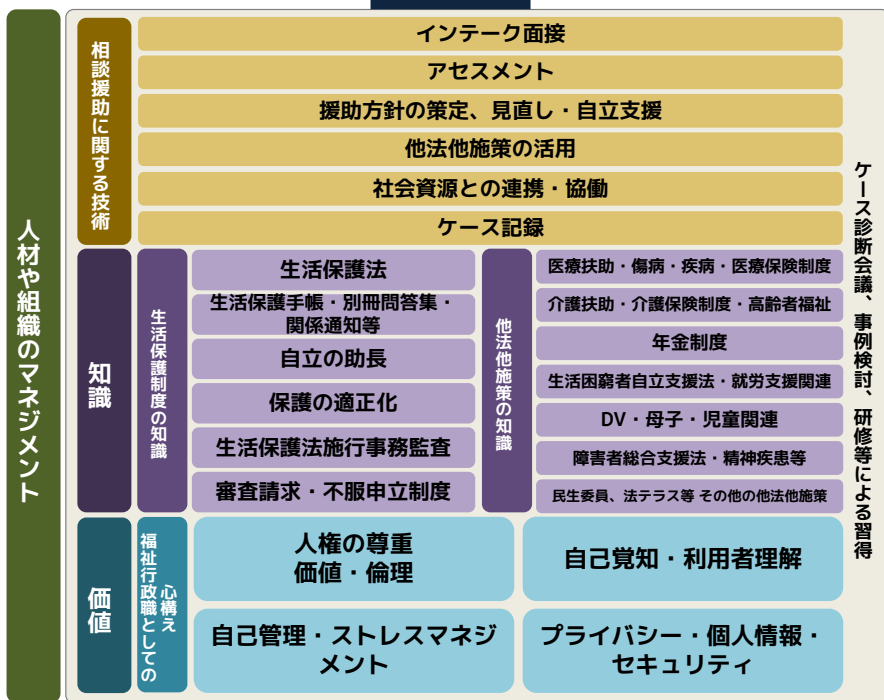 人材や組織のマネジメント
相談援助に関する技術
インテーク面接
アセスメント
援助方針の策定、見直し・自立支援
他法他施策の活用
社会資源との連携・協働
ケース記録
知識
生活保護制度の知識
生活保護法
生活保護手帳・別冊問答集・
関係通知等
自立の助長
保護の適正化
生活保護法施行事務監査
審査請求・不服申立制度
他法他施策の知識
医療扶助・傷病・疾病・医療保険制度
介護扶助・介護保険制度・高齢者福祉
年金制度
生活困窮者自立支援法・就労支援関連
DV・母子・児童関連
障害者総合支援法・精神疾患等
民生委員、法テラス等 その他の他法他施策
価値
福祉行政職としての
心構え
人権の尊重
価値・倫理
自己覚知・利用者理解
自己管理・ストレスマネジ
メント
プライバシー・個人情報・
セキュリティ
ケース診断会議、事例検討、研修等による習得